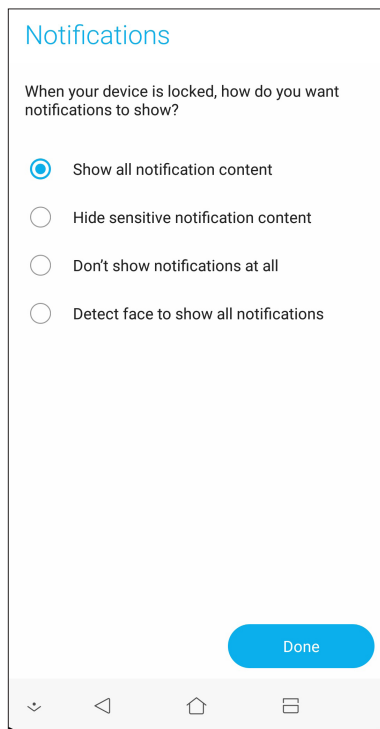 Notifications
When your device is locked, how do you want
notifications to show?
Show all notification content
Hide sensitive notification content
Don't show notifications at all
Detect face to show all notifications
Done